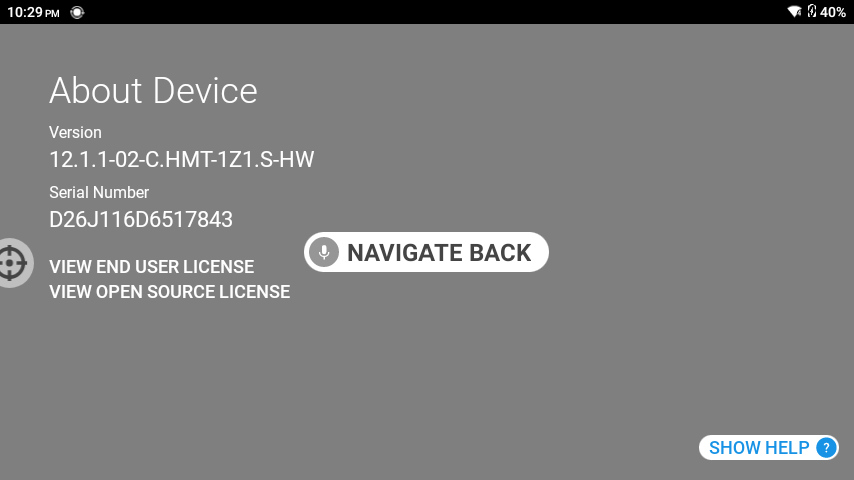 10:29 PM
40%
About Device
Version
12.1.1-02-C.HMT-1Z1.S-HW
Serial Number
D26J116D6517843
NAVIGATE BACK
VIEW END USER LICENSE
VIEW OPEN SOURCE LICENSE
SHOW HELP ?